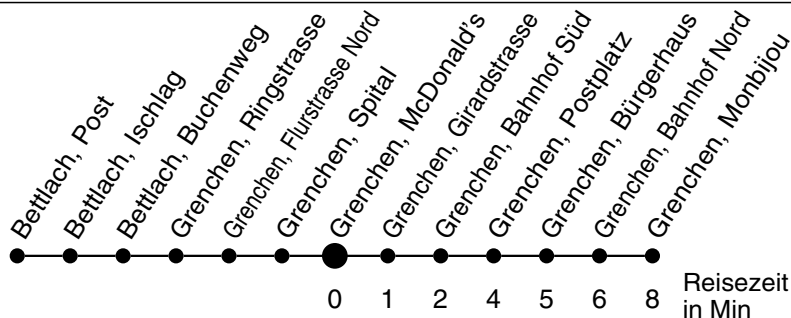 Bettlach, Post
Bettlach, Ischlag
Bettlach, Buchenweg
Grenchen, Ringstrasse
Grenchen, Flurstrasse Nord
Grenchen, Spital
Grenchen, McDonald's
Grenchen, Girardstrasse
Grenchen, Bahnhof Süd
Grenchen, Postplatz
Grenchen, Bürgerhaus
Grenchen, Bahnhof Nord
Grenchen, Monbijou
0 1 2 4 5 6 8
Reisezeit
in Min